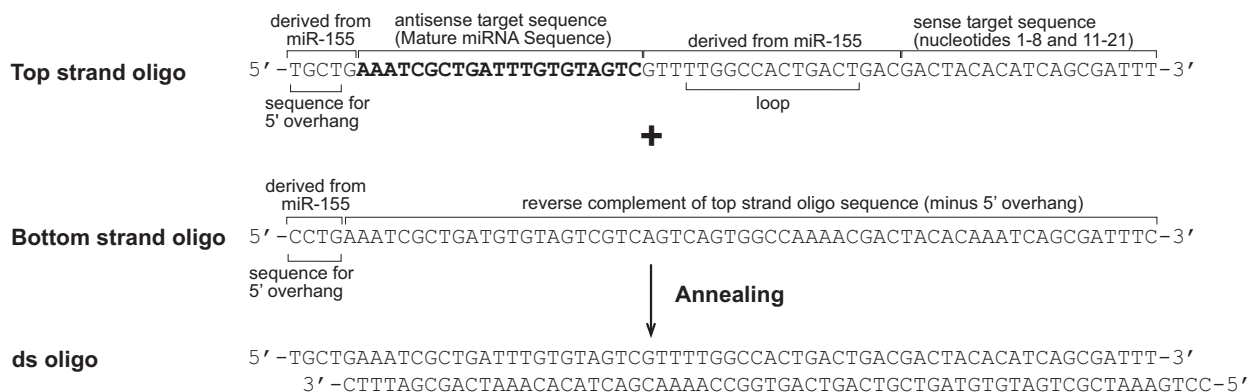 derived from
miR-155
antisense target sequence
(Mature miRNA Sequence)
derived from miR-155
sense target sequence
(nucleotides 1-8 and 11-21)
Top strand oligo
5′–TGCTGAAATCGCTGATTTGTGTAGTCGTTTTGGCCACTGACTGACGACTACACATCAGCGATTT–3′
sequence for
5' overhang
loop
+
derived from
miR-155
reverse complement of top strand oligo sequence (minus 5’ overhang)
Bottom strand oligo
5′–CCTGAAATCGCTGATGTGTAGTCGTCAGTCAGTGGCCAAAACGACTACACAAATCAGCGATTTC–3′
sequence for
5’ overhang
Annealing
ds oligo
5′–TGCTGAAATCGCTGATTTGTGTAGTCGTTTTGGCCACTGACTGACGACTACACATCAGCGATTT–3′
3′–CTTTAGCGACTAAACACATCAGCAAAACCGGTGACTGACTGCTGATGTGTAGTCGCTAAAGTCC–5′